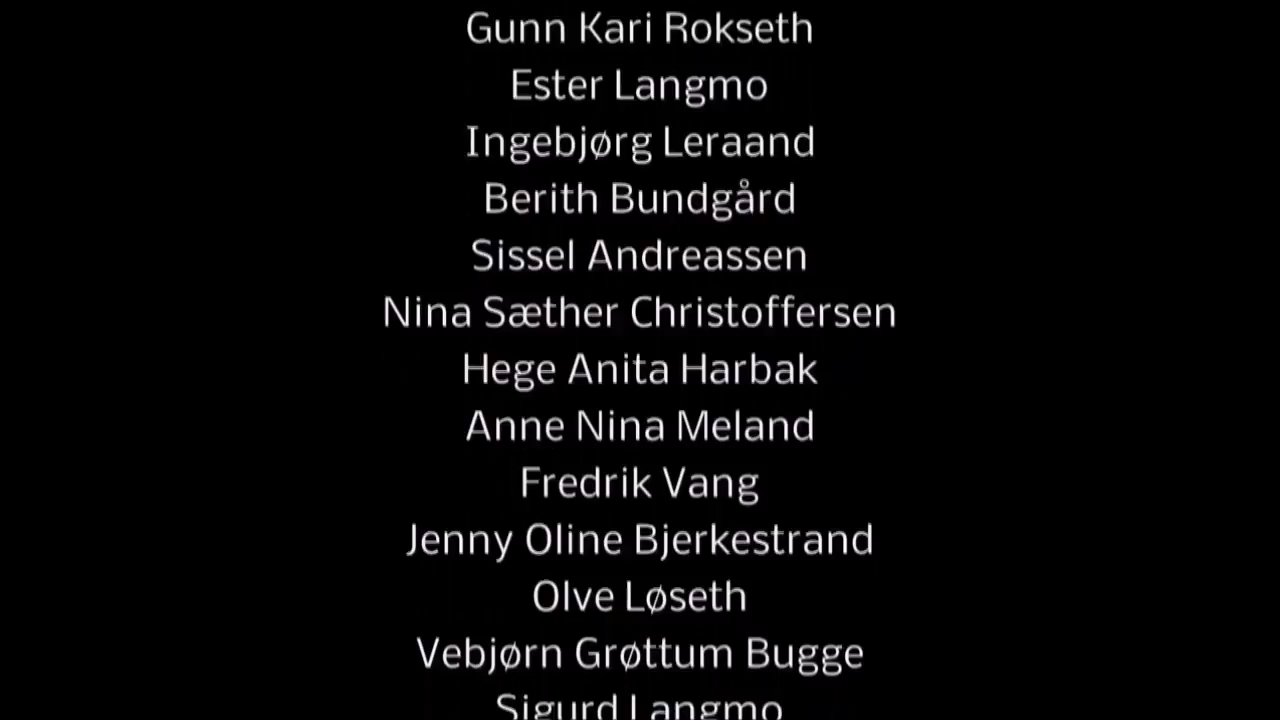 Gunn Kari Rokseth
Ester Langmo
Ingebjørg Leraand
Berith Bundgård
Sissel Andreassen
Nina Sæther Christoffersen
Hege Anita Harbak
Anne Nina Meland
Fredrik Vang
Jenny Oline Bjerkestrand
Olve Løseth
Vebjørn Grøttum Bugge
Sigurd Langmo